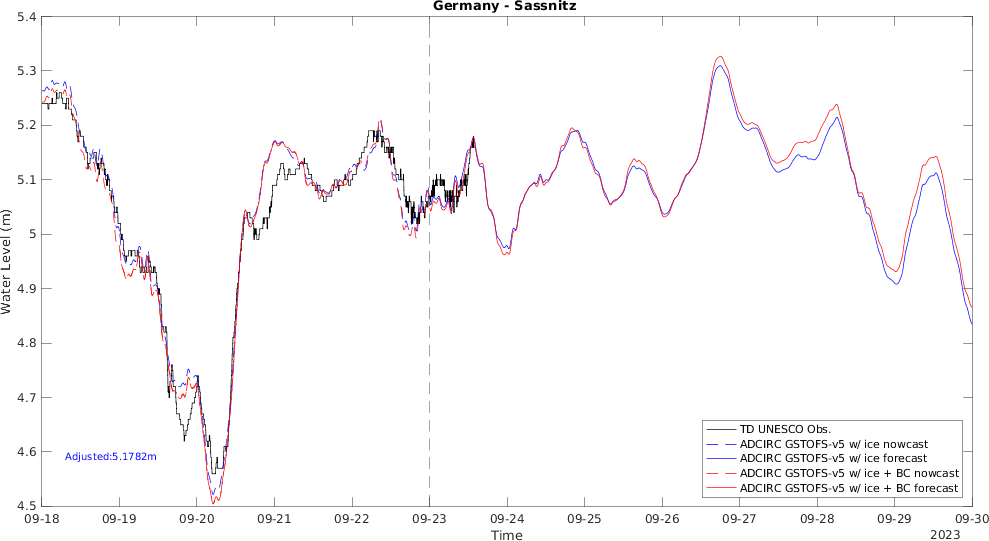 Germany - Sassnitz
5.4
5.3
5.2
5.1
5
4.9
4.8
4.7
4.6
4.5
Water Level (m)
Adjusted:5.1782m
TD UNESCO Obs.
ADCIRC GSTOFS-v5 w/ ice nowcast
ADCIRC GSTOFS-v5 w/ ice forecast
ADCIRC GSTOFS-v5 w/ ice + BC nowcast
ADCIRC GSTOFS-v5 w/ ice + BC forecast
09-18 09-19 09-20 09-21 09-22 09-23 09-24 09-25 09-26 09-27 09-28 09-29 09-30
Time
2023